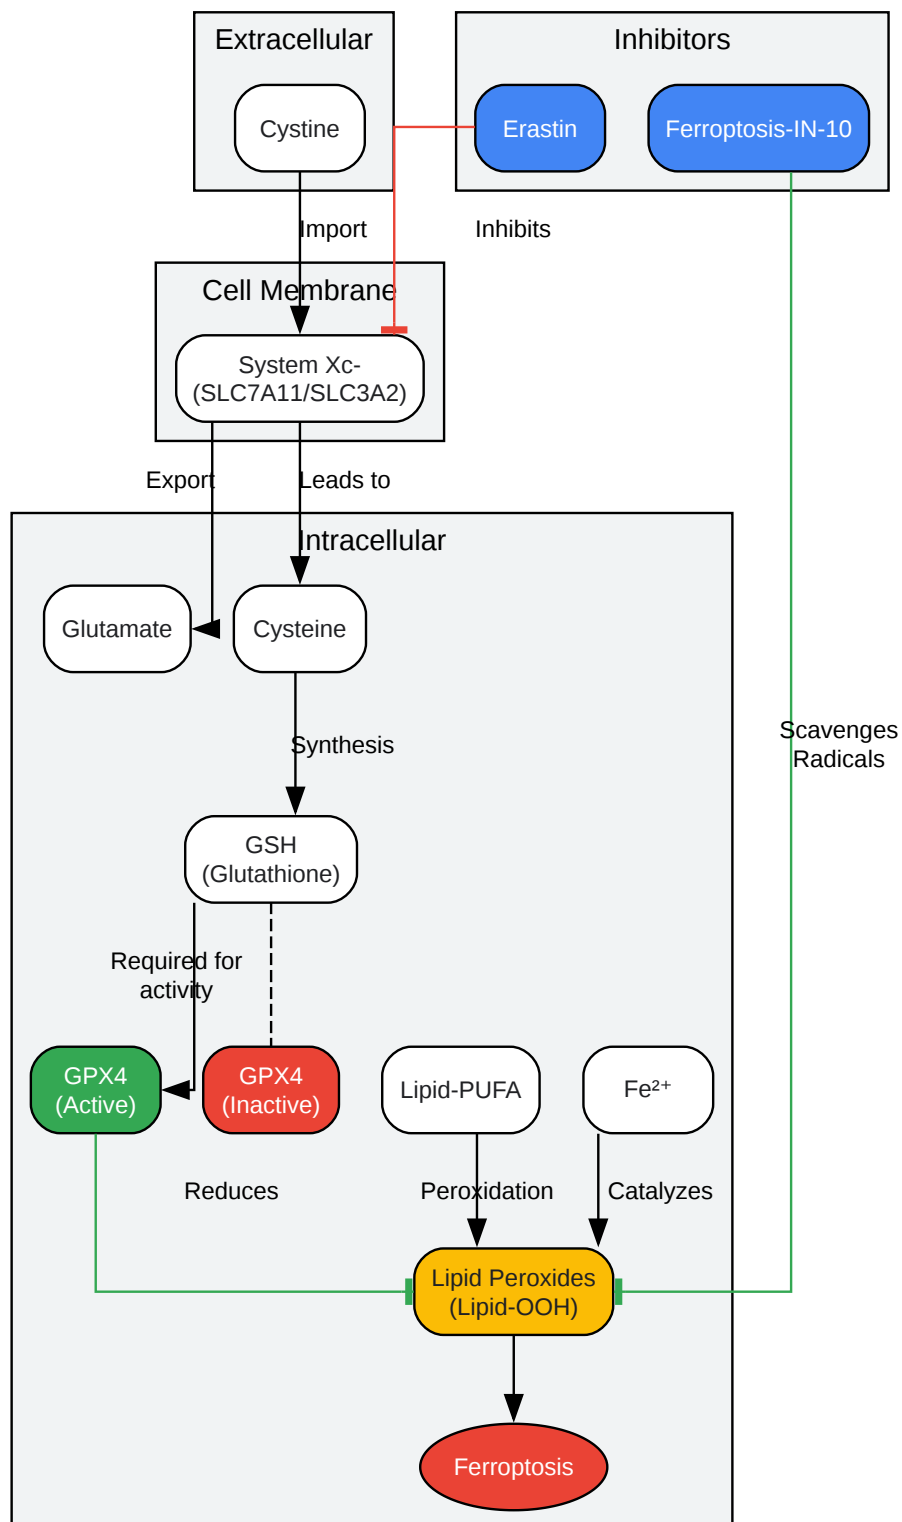 Extracellular
Inhibitors
Cystine
Erastin
Ferroptosis-IN-10
Import
Inhibits
Cell Membrane
System Xc-
(SLC7A11/SLC3A2)
Export
Leads to
Intracellular
Glutamate
Cysteine
Scavenges
Radicals
Synthesis
GSH
(Glutathione)
Required for
activity
GPX4
(Active)
GPX4
(Inactive)
Lipid-PUFA
Fe²⁺
Reduces
Peroxidation
Catalyzes
Lipid Peroxides
(Lipid-OOH)
Ferroptosis